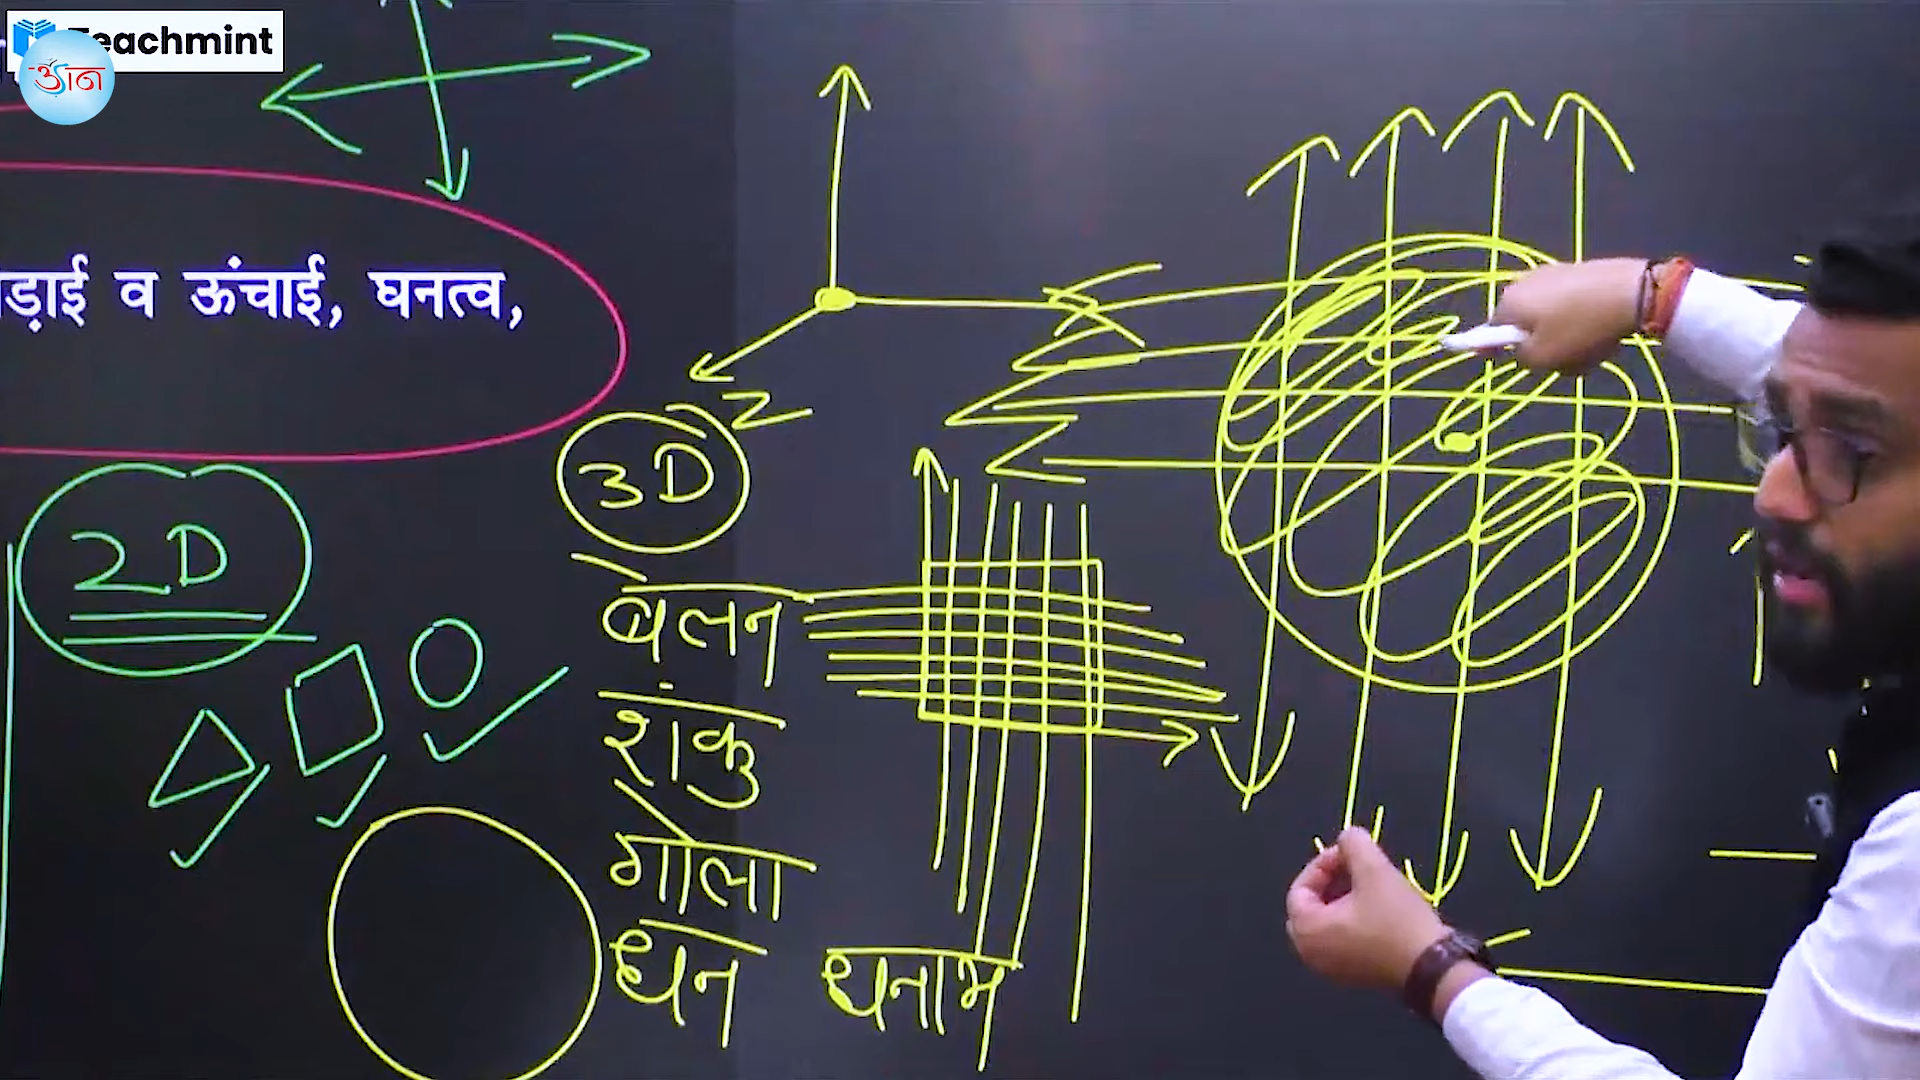 Teachmint
ड़ाई व ऊंचाई, घनत्व,
Z
3D
2D
बेलन
शंकु
गोला
घन घनाभ